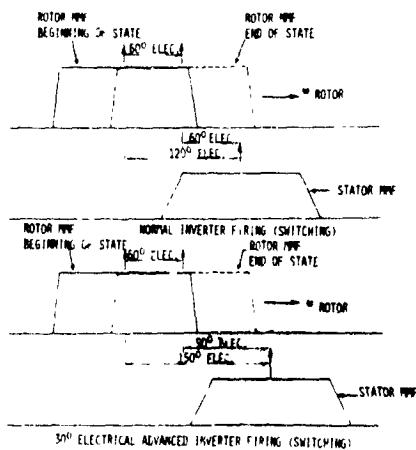 ROTOR MMF
BEGINNING OF STATE
ROTOR MMF
END OF STATE
60° ELEC.
ROTOR
60° ELEC
120° ELEC.
STATOR MMF
NORMAL INVERTER FIRING (SWITCHING)
ROTOR MMF
BEGINNING OF STATE
ROTOR MMF
END OF STATE
60° ELEC.
ROTOR
90° ELEC.
150° ELEC.
STATOR MMF
30° ELECTRICAL ADVANCED INVERTER FIRING (SWITCHING)